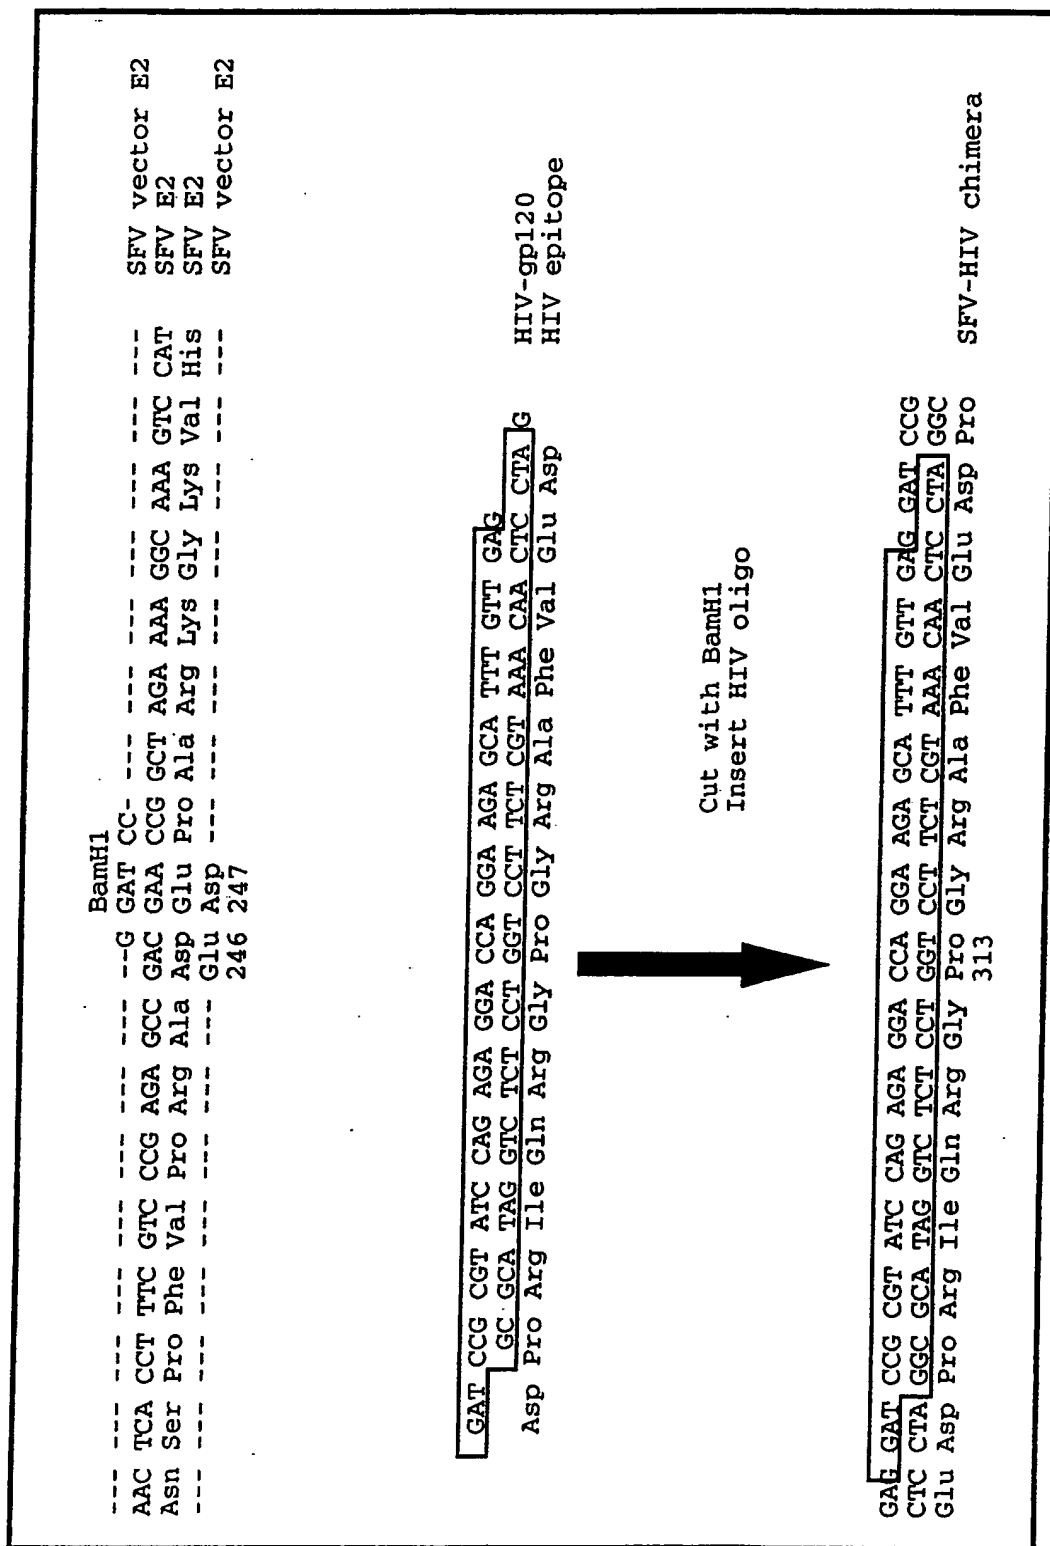 BamH1
--- --- --- --- --- --- --- --G GAT CC- --- --- --- --- --- --- --- SFV vector E2
AAC TCA CCT TTC GTC CCG AGA GCC GAC GAA CCG GCT AGA AAA GGC AAA GTC CAT SFV E2
Asn Ser Pro Phe Val Pro Arg Ala Asp Glu Pro Ala Arg Lys Gly Lys Val His SFV E2
--- --- --- --- --- --- --- Glu Asp --- --- --- --- --- --- --- --- SFV vector E2
246 247
GAT CCG CGT ATC CAG AGA GGA CCA GGA AGA GCA TTT GTT GAG
GC GCA TAG GTC TCT CCT GGT CCT TCT CGT AAA CAA CTC CTA G HIV-gp120
Asp Pro Arg Ile Gln Arg Gly Pro Gly Arg Ala Phe Val Glu Asp HIV epitope
Cut with BamH1
Insert HIV oligo
GAG GAT CCG CGT ATC CAG AGA GGA CCA GGA AGA GCA TTT GTT GAG GAT CCG
CTC CTA GGC GCA TAG GTC TCT CCT GGT CCT TCT CGT AAA CAA CTC CTA GGC
Glu Asp Pro Arg Ile Gln Arg Gly Pro Gly Arg Ala Phe Val Glu Asp Pro SFV-HIV chimera
313